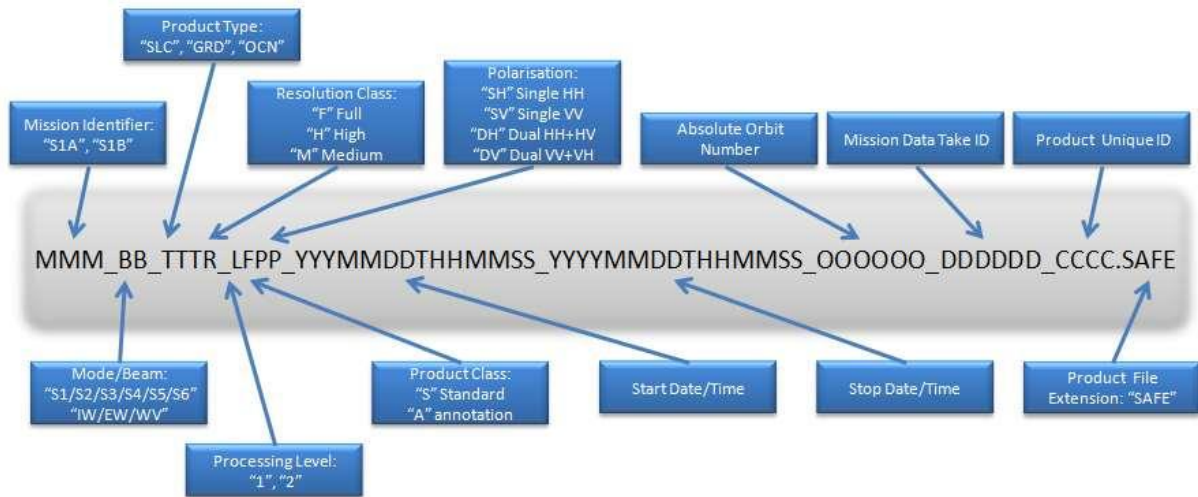 Product Type:
“SLC”, “GRD”, “OCN”
Mission Identifier:
“S1A”, “S1B”
Resolution Class:
“F” Full
“H” High
“M” Medium
Polarisation:
“SH” Single HH
“SV” Single VV
“DH” Dual HH+HV
“DV” Dual VV+VH
Absolute Orbit
Number
Mission Data Take ID
Product Unique ID
MMM_BB_TTTR_LFPP_YYYMMDDTHHMMSS_YYYYMMDDTHHMMSS_OOOOOO_DDDDDD_CCCC.SAFE
Mode/Beam:
“S1/S2/S3/S4/S5/S6”
“IW/EW/WV”
Processing Level:
“1”, “2”
Product Class:
“S” Standard
“A” annotation
Start Date/Time
Stop Date/Time
Product File
Extension: “SAFE”